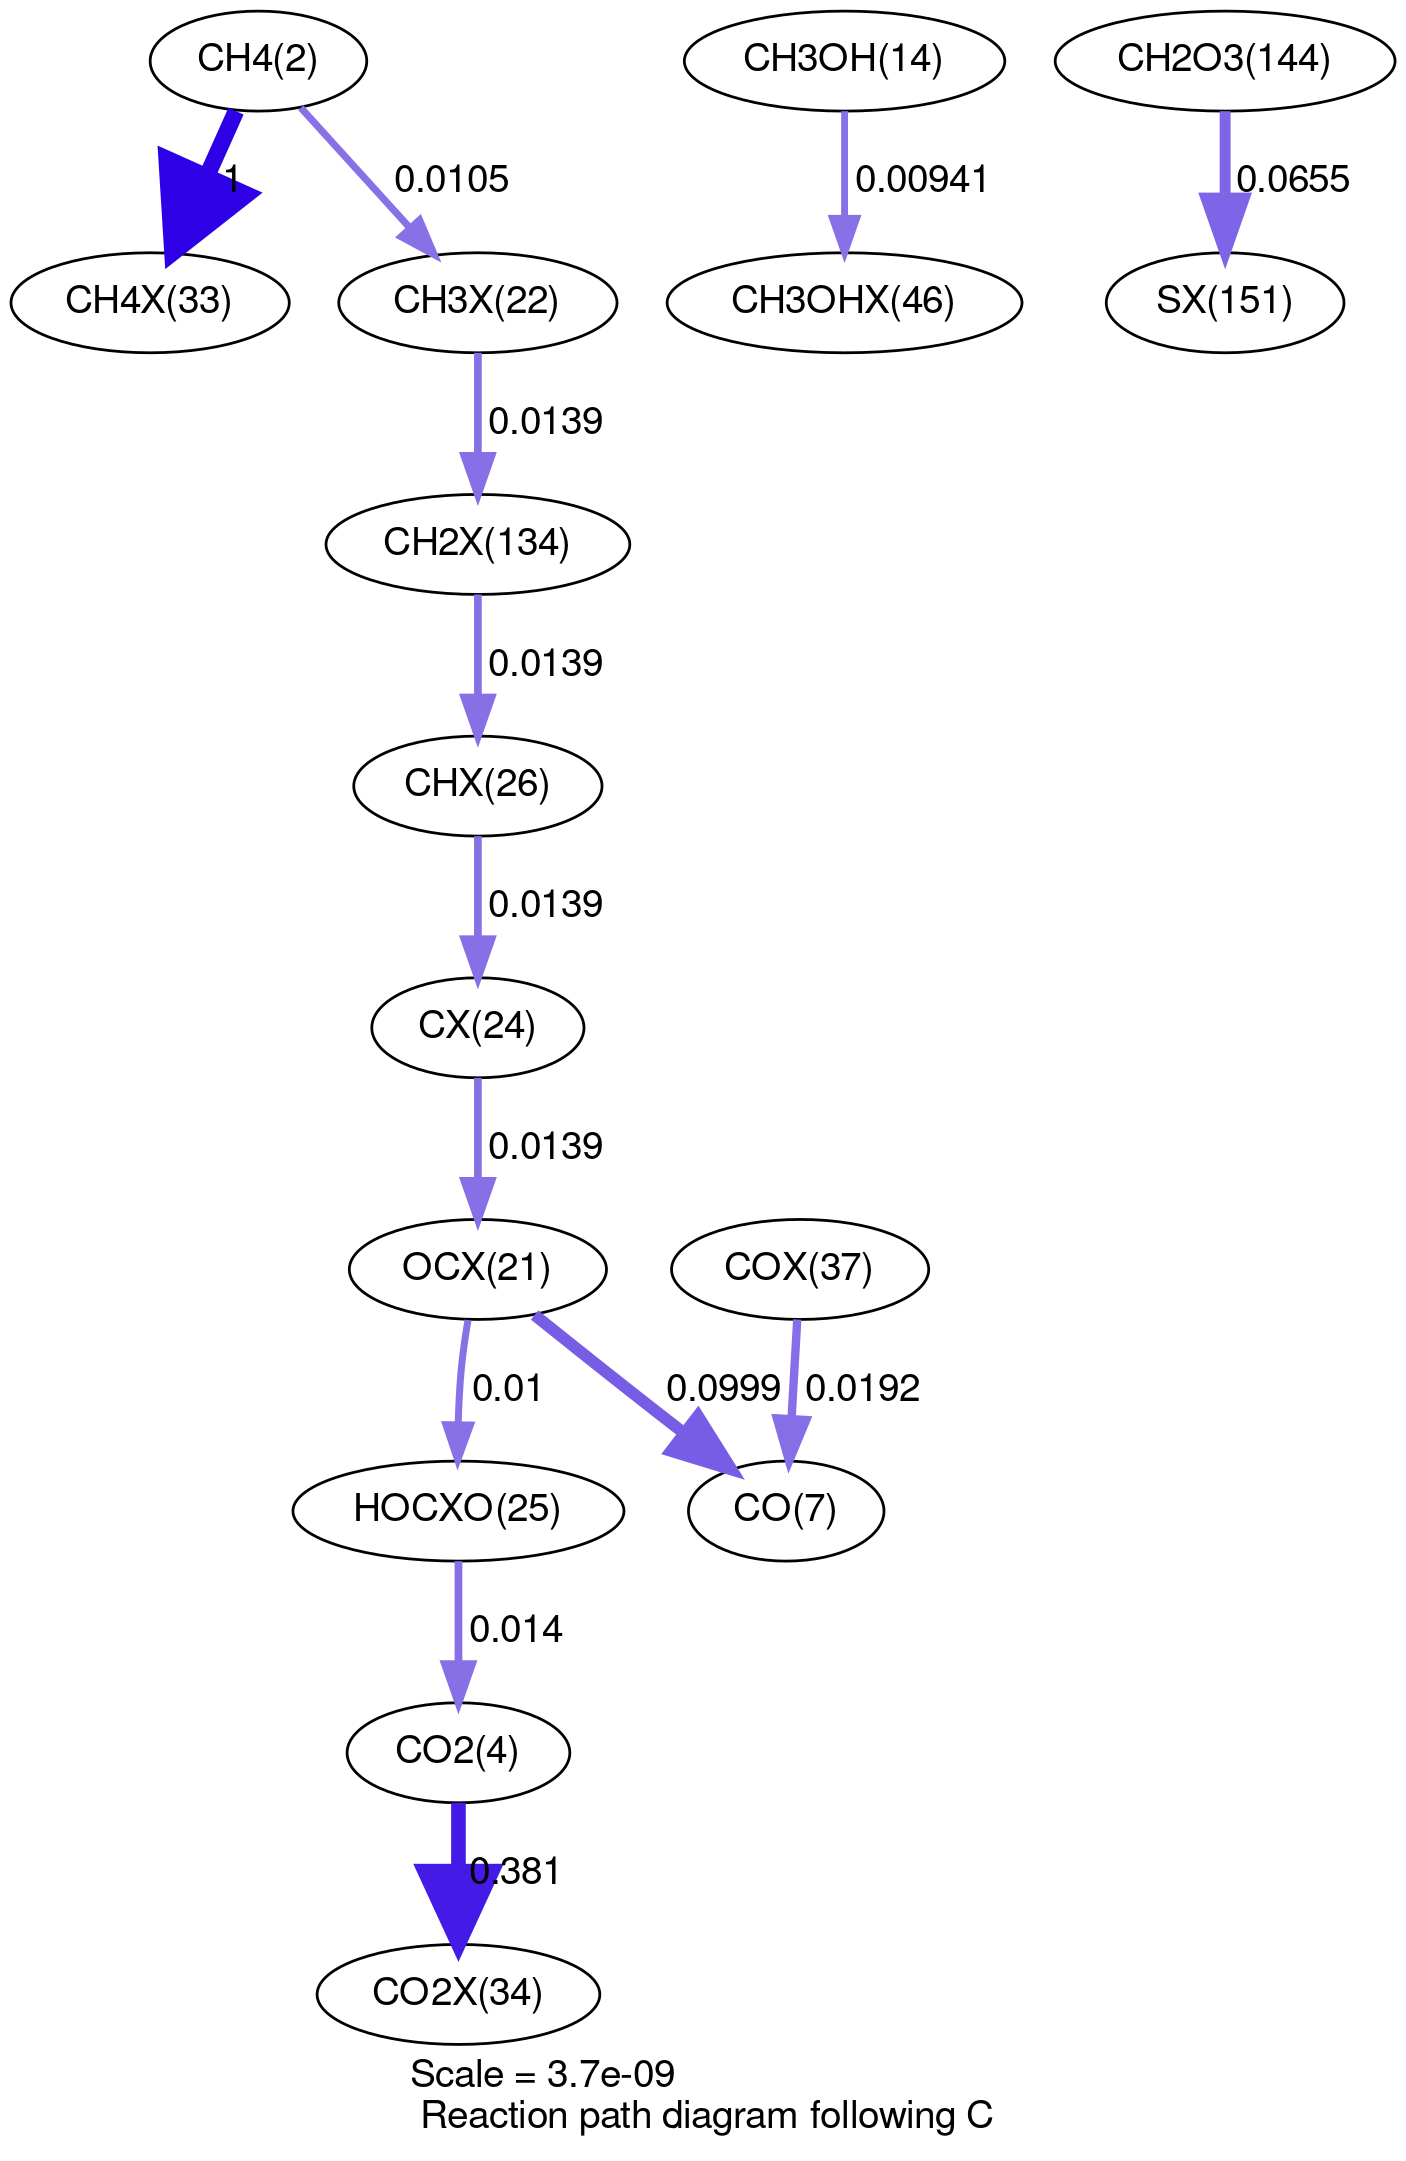 CH4(2)
CH3OH(14)
CH2O3(144)
1
0.0105
0.00941
0.0655
CH4X(33)
CH3X(22)
CH3OHX(46)
SX(151)
0.0139
CH2X(134)
0.0139
CHX(26)
0.0139
CX(24)
0.0139
OCX(21)
COX(37)
0.01
0.0999
0.0192
HOCXO(25)
CO(7)
0.014
CO2(4)
0.381
CO2X(34)
Scale = 3.7e-09
Reaction path diagram following C